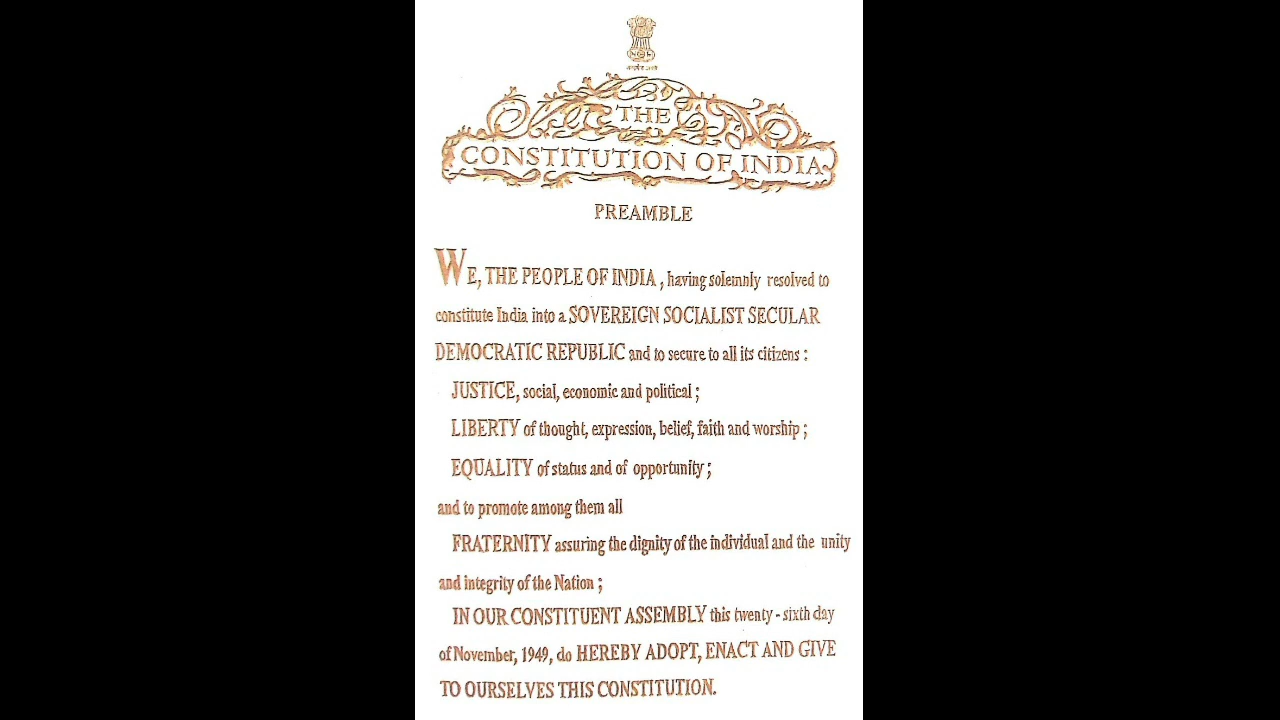 THE
CONSTITUTION OF INDIA
PREAMBLE
WE, THE PEOPLE OF INDIA , having solemnly resolved to
constitute India into a SOVEREIGN SOCIALIST SECULAR
DEMOCRATIC REPUBLIC and to secure to all its citizens :
JUSTICE, social, economic and political ;
LIBERTY of thought, expression, belief, faith and worship ;
EQUALITY of status and of opportunity ;
and to promote among them all
FRATERNITY assuring the dignity of the individual and the unity
and integrity of the Nation ;
IN OUR CONSTITUENT ASSEMBLY this twenty - sixth day
of November, 1949, do HEREBY ADOPT, ENACT AND GIVE
TO OURSELVES THIS CONSTITUTION.